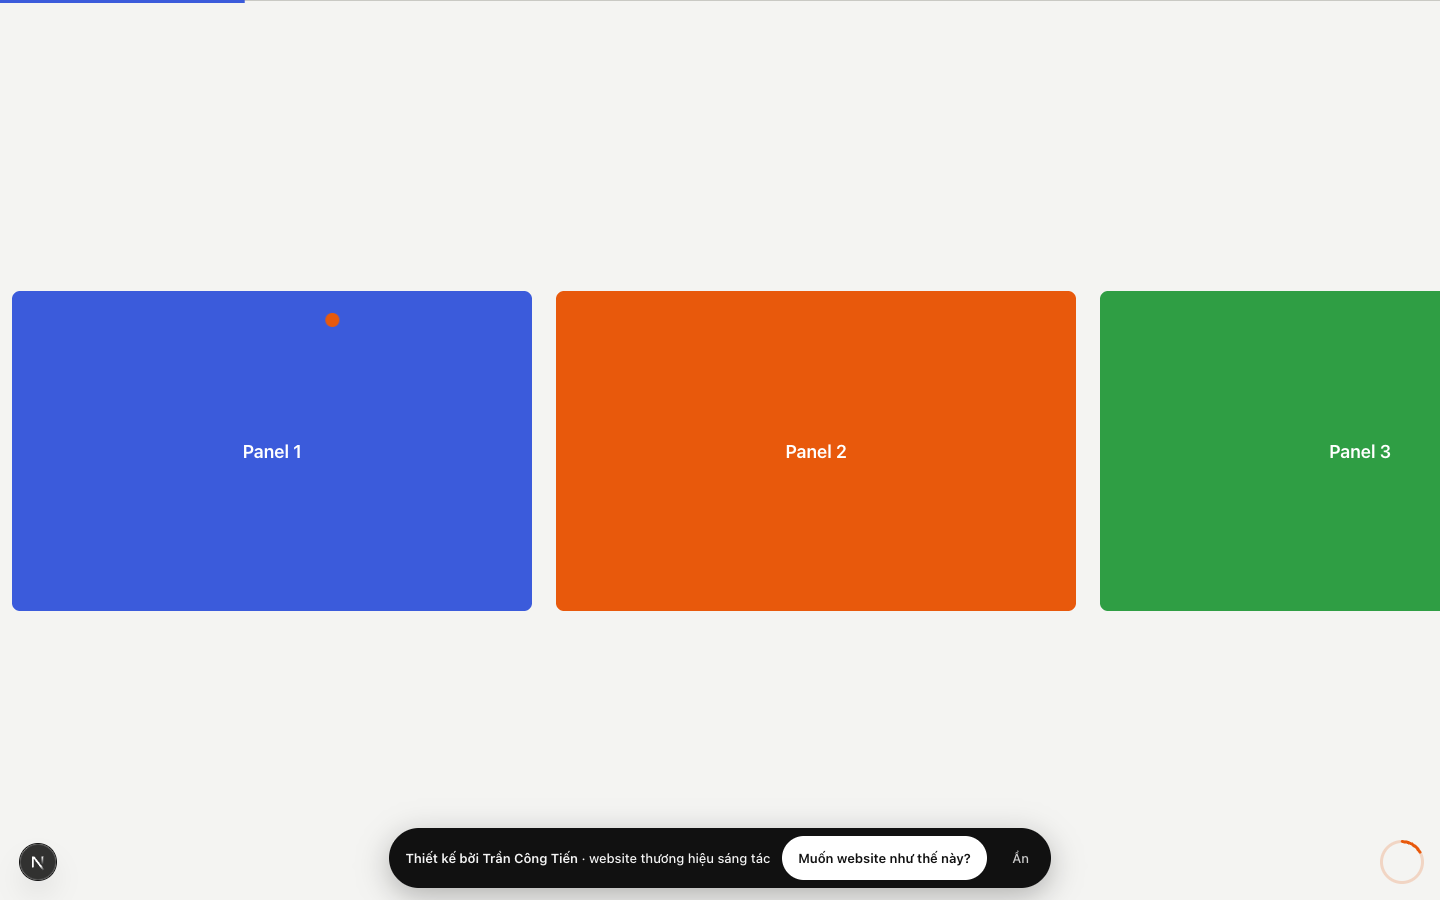 Panel 1
Panel 2
Panel 3
N
Thiết kế bởi Trần Công Tiến · website thương hiệu sáng tác
Muốn website như thế này?
Ẩn